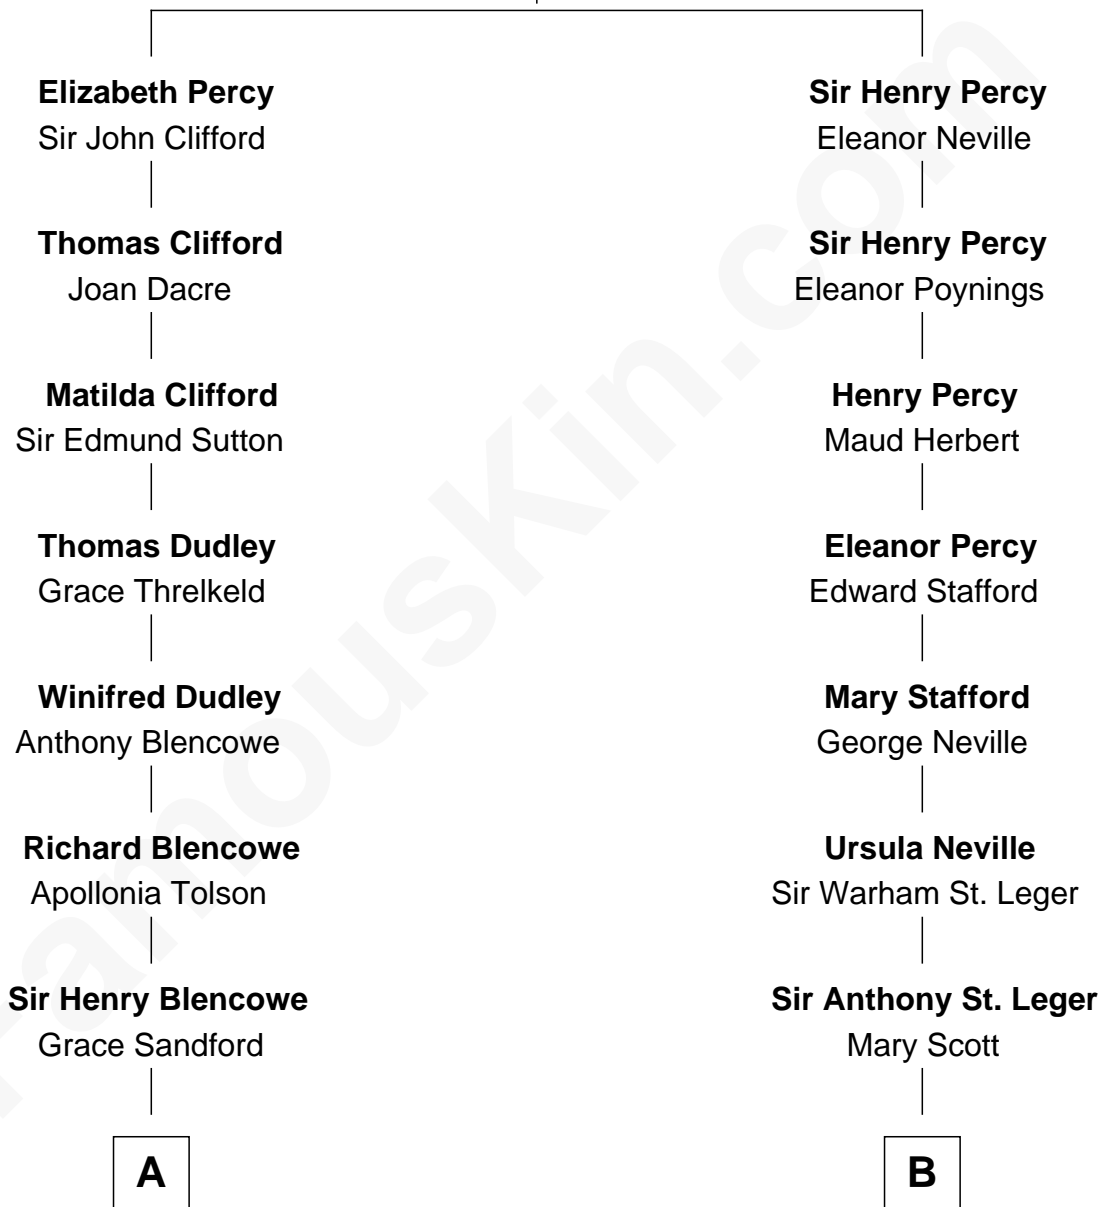 Elizabeth Percy
Sir John Clifford
Thomas Clifford
Joan Dacre
Matilda Clifford
Sir Edmund Sutton
Thomas Dudley
Grace Threlkeld
Winifred Dudley
Anthony Blencowe
Richard Blencowe
Apollonia Tolson
Sir Henry Blencowe
Grace Sandford
A
Sir Henry Percy
Eleanor Neville
Sir Henry Percy
Eleanor Poynings
Henry Percy
Maud Herbert
Eleanor Percy
Edward Stafford
Mary Stafford
George Neville
Ursula Neville
Sir Warham St. Leger
Sir Anthony St. Leger
Mary Scott
B
FamousKin.com